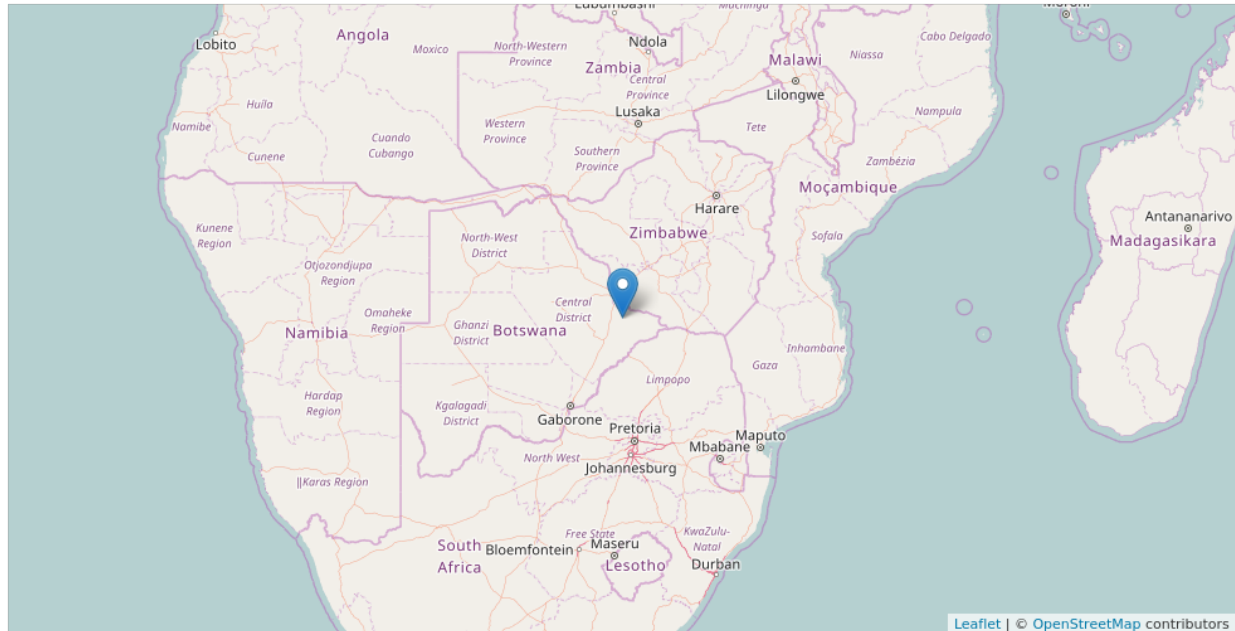 Lubumbashi
Muchinga
Moroni
Lobito
Angola
Moxico
North-Western
Province
Ndola
Zambia
Central
Province
Malawi
Lilongwe
Niassa
Cabo Delgado
Huíla
Namibe
Cunene
Cuando
Cubango
Western
Province
Lusaka
Southern
Province
Tete
Nampula
Zambézia
Moçambique
Kunene
Region
North-West
District
Harare
Zimbabwe
Sofala
Antananarivo
Madagasikara
Otjozondjupa
Region
Omaheke
Region
Namibia
Ghanzi
District
Botswana
Central
District
Inhambane
Gaza
Limpopo
Hardap
Region
Kgalagadi
District
Gaborone
Pretoria
Maputo
Mbabane
Johannesburg
North West
ǁKaras Region
South
Africa
Bloemfontein
Free State
Maseru
Lesotho
KwaZulu-
Natal
Durban
Leaflet | © OpenStreetMap contributors